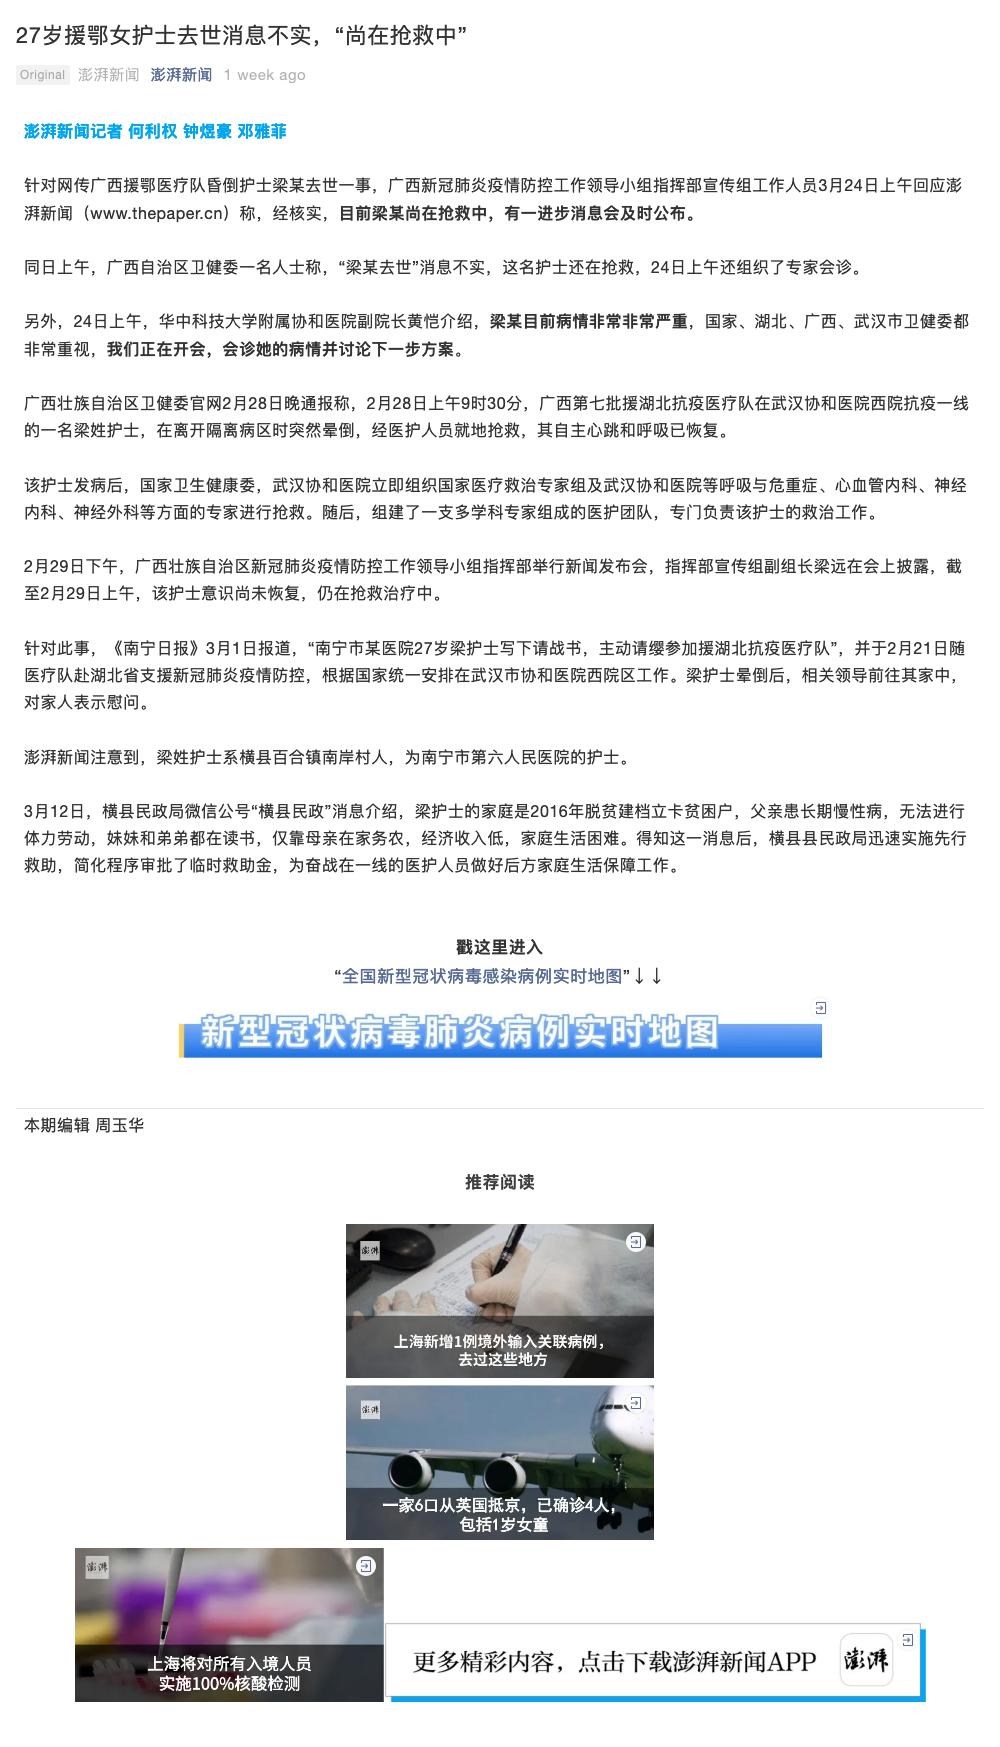 27岁援鄂女护士去世消息不实，“尚在抢救中”
Original 澎湃新闻 澎湃新闻 1 week ago
澎湃新闻记者 何利权 钟煜豪 邓雅菲
针对网传广西援鄂医疗队昏倒护士梁某去世一事，广西新冠肺炎疫情防控工作领导小组指挥部宣传组工作人员3月24日上午回应澎
湃新闻（www.thepaper.cn）称，经核实，目前梁某尚在抢救中，有一进步消息会及时公布。
同日上午，广西自治区卫健委一名人士称，“梁某去世”消息不实，这名护士还在抢救，24日上午还组织了专家会诊。
另外，24日上午，华中科技大学附属协和医院副院长黄恺介绍，梁某目前病情非常非常严重，国家、湖北、广西、武汉市卫健委都
非常重视，我们正在开会，会诊她的病情并讨论下一步方案。
广西壮族自治区卫健委官网2月28日晚通报称，2月28日上午9时30分，广西第七批援湖北抗疫医疗队在武汉协和医院西院抗疫一线
的一名梁姓护士，在离开隔离病区时突然晕倒，经医护人员就地抢救，其自主心跳和呼吸已恢复。
该护士发病后，国家卫生健康委，武汉协和医院立即组织国家医疗救治专家组及武汉协和医院等呼吸与危重症、心血管内科、神经
内科、神经外科等方面的专家进行抢救。随后，组建了一支多学科专家组成的医护团队，专门负责该护士的救治工作。
2月29日下午，广西壮族自治区新冠肺炎疫情防控工作领导小组指挥部举行新闻发布会，指挥部宣传组副组长梁远在会上披露，截
至2月29日上午，该护士意识尚未恢复，仍在抢救治疗中。
针对此事，《南宁日报》3月1日报道，“南宁市某医院27岁梁护士写下请战书，主动请缨参加援湖北抗疫医疗队”，并于2月21日随
医疗队赴湖北省支援新冠肺炎疫情防控，根据国家统一安排在武汉市协和医院西院区工作。梁护士晕倒后，相关领导前往其家中，
对家人表示慰问。
澎湃新闻注意到，梁姓护士系横县百合镇南岸村人，为南宁市第六人民医院的护士。
3月12日，横县民政局微信公号“横县民政”消息介绍，梁护士的家庭是2016年脱贫建档立卡贫困户，父亲患长期慢性病，无法进行
体力劳动，妹妹和弟弟都在读书，仅靠母亲在家务农，经济收入低，家庭生活困难。得知这一消息后，横县县民政局迅速实施先行
救助，简化程序审批了临时救助金，为奋战在一线的医护人员做好后方家庭生活保障工作。
戳这里进入
“全国新型冠状病毒感染病例实时地图”↓↓
新型冠状病毒肺炎病例实时地图
本期编辑 周玉华
推荐阅读
澎湃
上海新增1例境外输入关联病例，
去过这些地方
澎湃
一家6口从英国抵京，已确诊4人，
包括1岁女童
澎湃
上海将对所有入境人员
实施100%核酸检测
更多精彩内容，点击下载澎湃新闻APP 澎湃